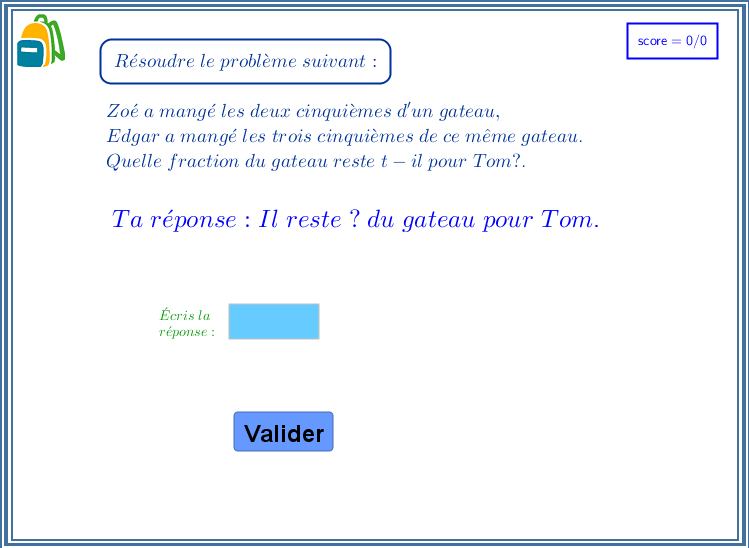 score = 0/0
Résoudre le problème suivant :
Zoé a mangé les deux cinquièmes d'un gateau,
Edgar a mangé les trois cinquièmes de ce même gateau.
Quelle fraction du gateau reste t – il pour Tom?.
Ta réponse : Il reste ? du gateau pour Tom.
Écris la
réponse :
Valider